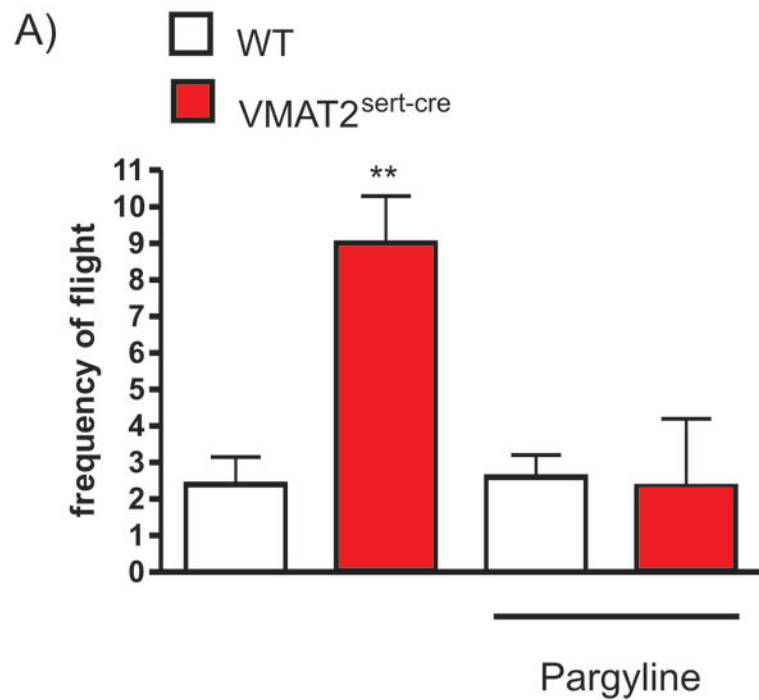 A)
WT
VMAT2sert-cre
**
11
10
9
8
7
6
5
4
3
2
1
0
frequency of flight
Pargyline